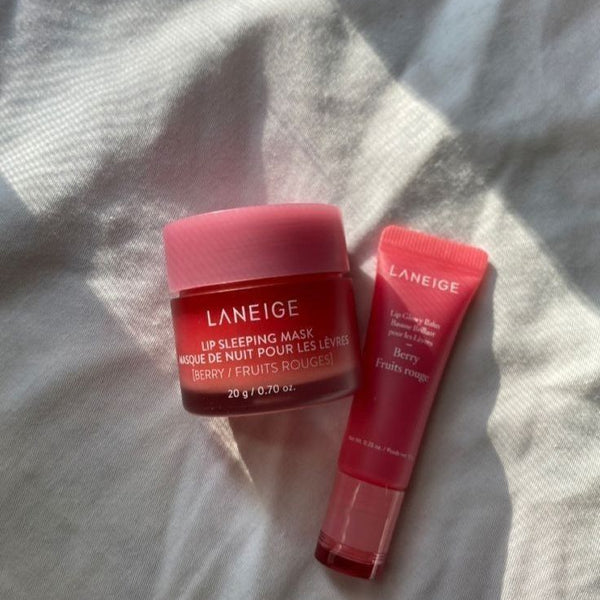 LANEIGE
LIP SLEEPING MASK
MASQUE DE NUIT POUR LES LÈVRES
[BERRY / FRUITS ROUGES]
20 g / 0.70 oz.
LANEIGE
Lip Glowy Balm
Baume Brillant
pour les Lèvres
Berry
Fruits rouge